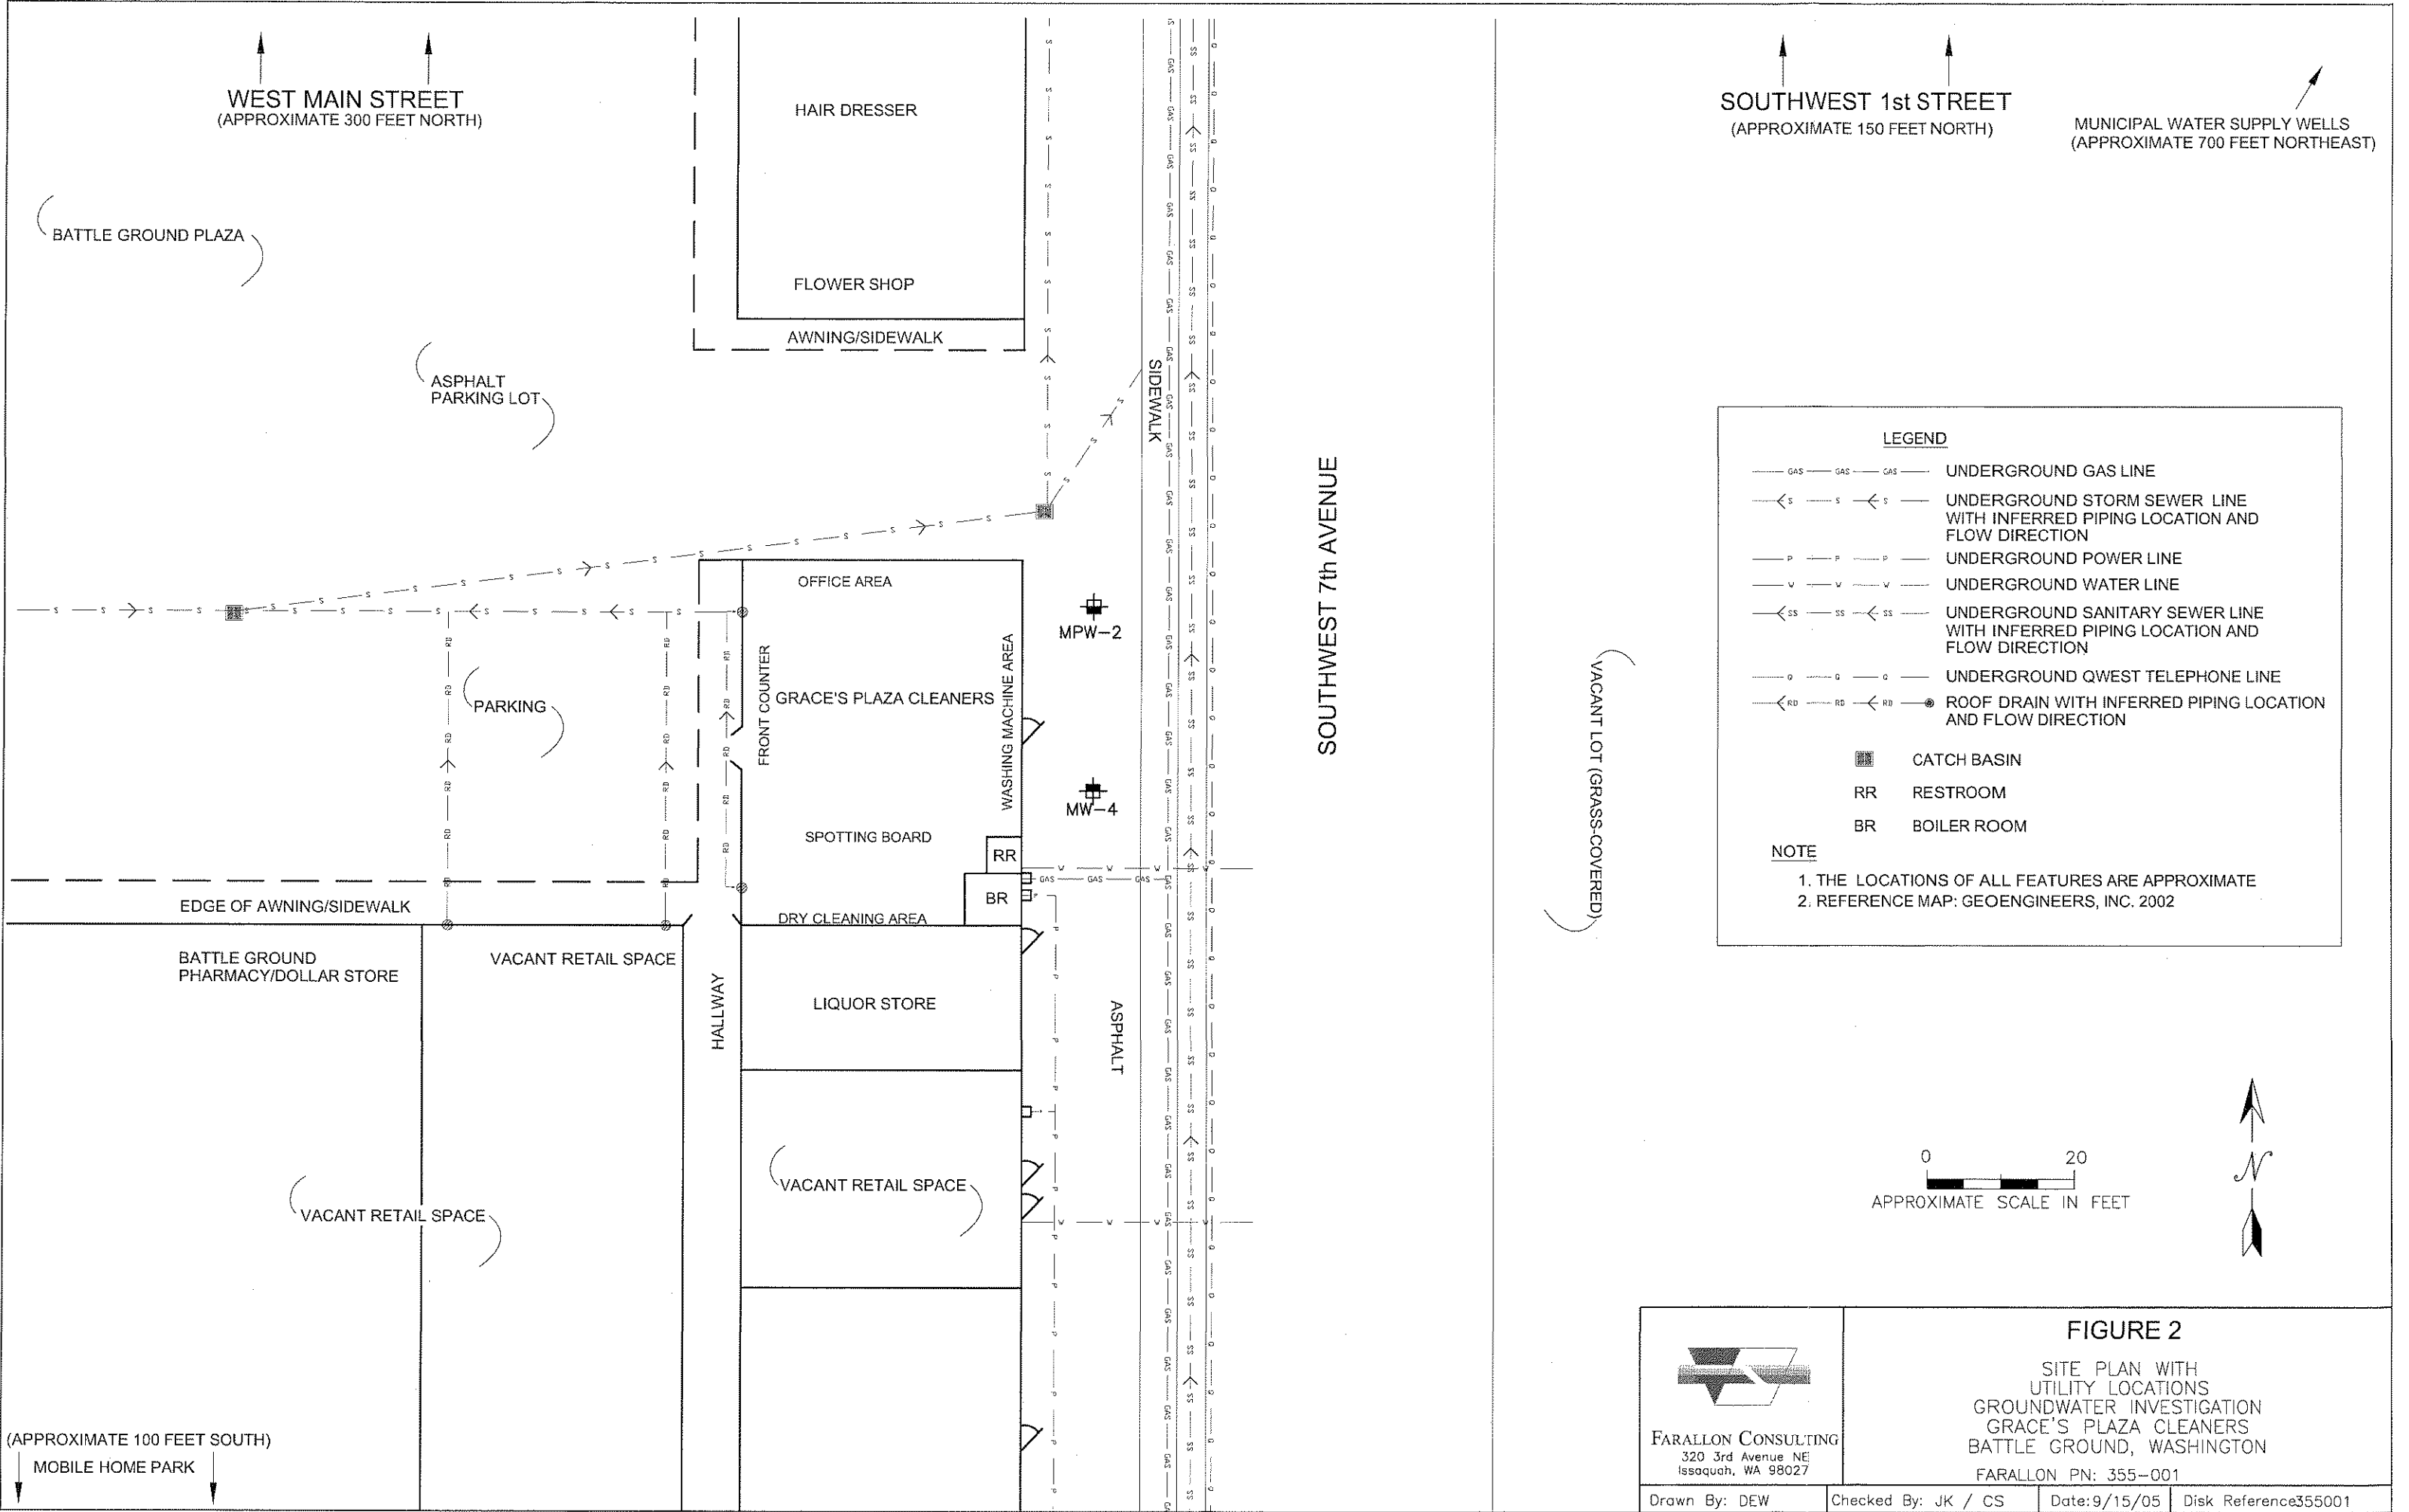 WEST MAIN STREET
(APPROXIMATE 300 FEET NORTH)
HAIR DRESSER
SOUTHWEST 1st STREET
(APPROXIMATE 150 FEET NORTH)
MUNICIPAL WATER SUPPLY WELLS
(APPROXIMATE 700 FEET NORTHEAST)
BATTLE GROUND PLAZA
FLOWER SHOP
AWNING/SIDEWALK
ASPHALT
PARKING LOT
SIDEWALK
SOUTHWEST 7th AVENUE
OFFICE AREA
MPW-2
FRONT COUNTER
GRACE'S PLAZA CLEANERS
WASHING MACHINE AREA
PARKING
MW-4
SPOTTING BOARD
RR
BR
DRY CLEANING AREA
EDGE OF AWNING/SIDEWALK
VACANT LOT (GRASS-COVERED)
BATTLE GROUND
PHARMACY/DOLLAR STORE
VACANT RETAIL SPACE
HALLWAY
LIQUOR STORE
ASPHALT
VACANT RETAIL SPACE
VACANT RETAIL SPACE
(APPROXIMATE 100 FEET SOUTH)
MOBILE HOME PARK
LEGEND
GAS GAS GAS UNDERGROUND GAS LINE
S S S UNDERGROUND STORM SEWER LINE
WITH INFERRED PIPING LOCATION AND
FLOW DIRECTION
P P P UNDERGROUND POWER LINE
W W W UNDERGROUND WATER LINE
SS SS SS UNDERGROUND SANITARY SEWER LINE
WITH INFERRED PIPING LOCATION AND
FLOW DIRECTION
Q Q Q UNDERGROUND QWEST TELEPHONE LINE
RD RD RD ROOF DRAIN WITH INFERRED PIPING LOCATION
AND FLOW DIRECTION
CATCH BASIN
RR RESTROOM
BR BOILER ROOM
NOTE
1. THE LOCATIONS OF ALL FEATURES ARE APPROXIMATE
2. REFERENCE MAP: GEOENGINEERS, INC. 2002
0 20
APPROXIMATE SCALE IN FEET
N
FARALLON CONSULTING
320 3rd Avenue NE
Issaquah, WA 98027
FIGURE 2
SITE PLAN WITH
UTILITY LOCATIONS
GROUNDWATER INVESTIGATION
GRACE'S PLAZA CLEANERS
BATTLE GROUND, WASHINGTON
FARALLON PN: 355-001
Drawn By: DEW
Checked By: JK / CS
Date:9/15/05
Disk Reference355001